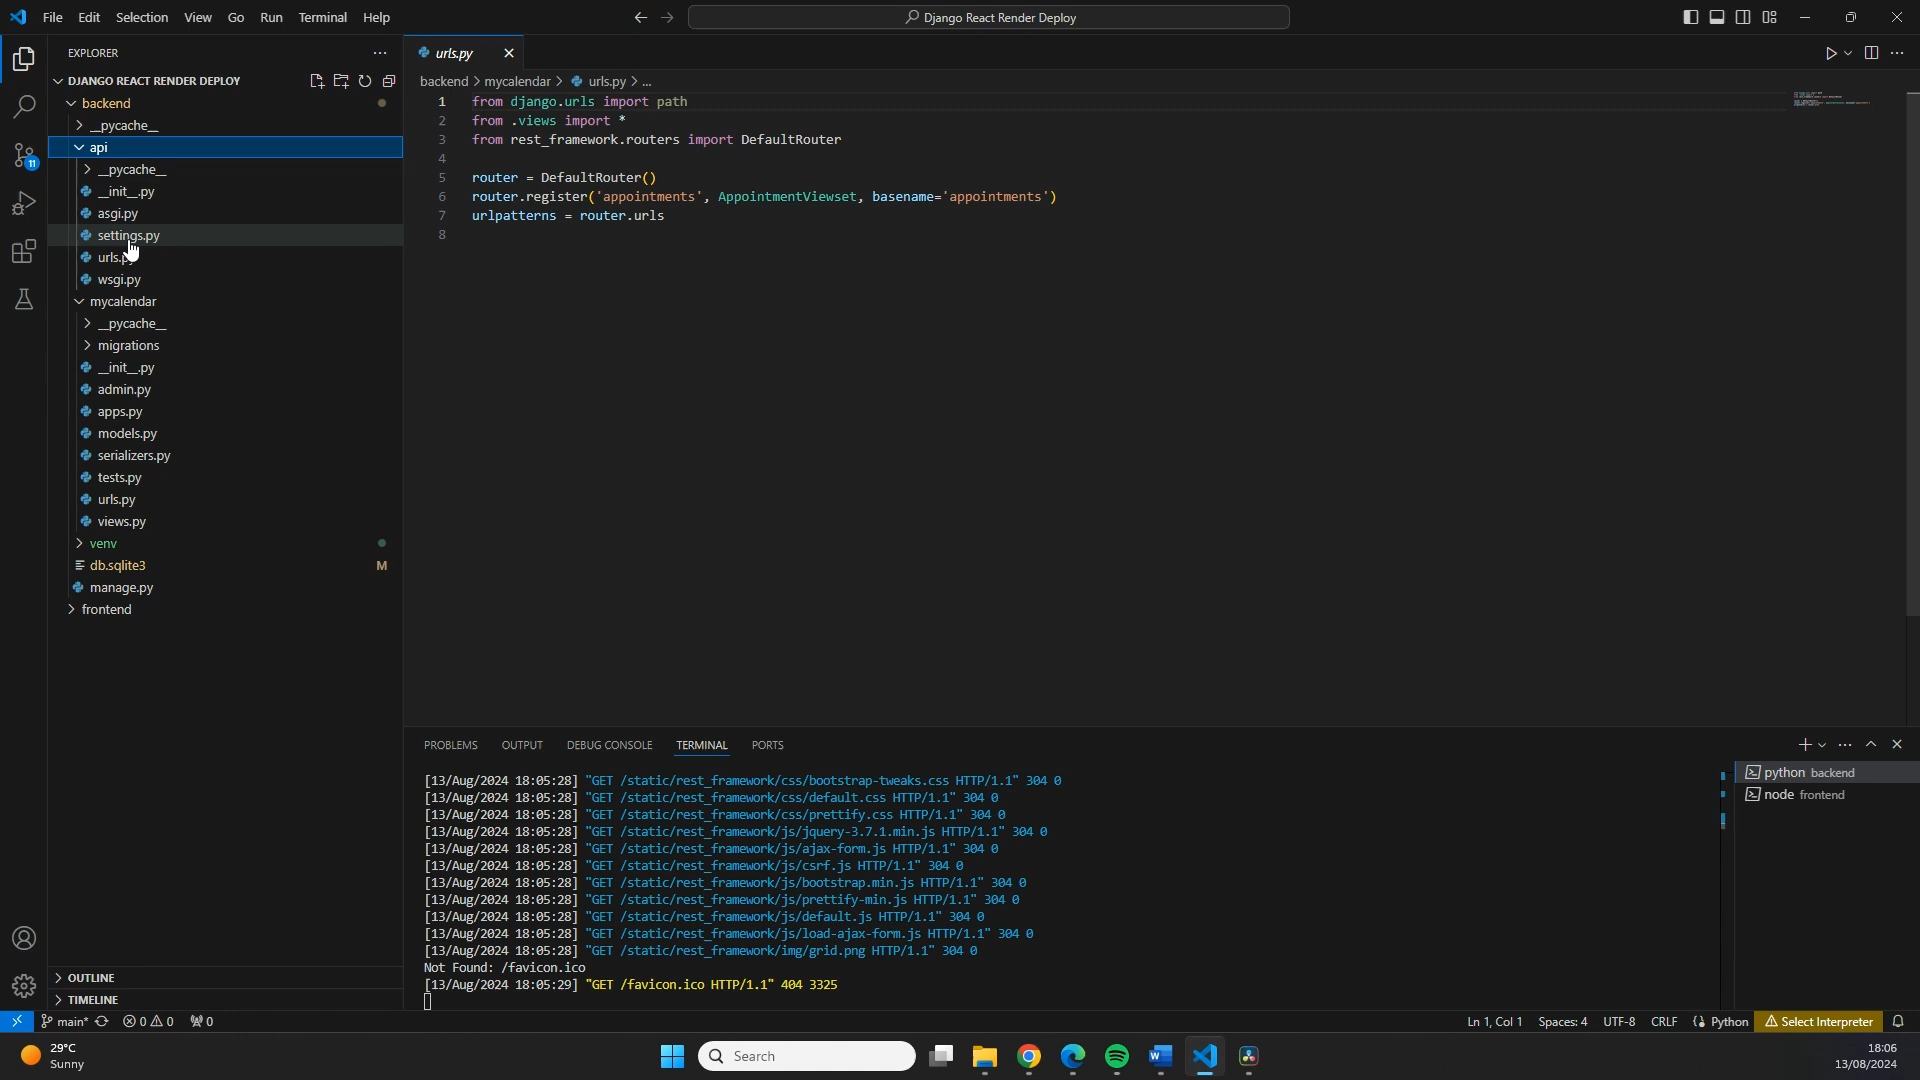 File Edit Selection View Go Run Terminal Help
Django React Render Deploy
EXPLORER
DJANGO REACT RENDER DEPLOY
backend
__pycache__
api
__pycache__
__init__.py
asgi.py
settings.py
urls.py
wsgi.py
mycalendar
__pycache__
migrations
__init__.py
admin.py
apps.py
models.py
serializers.py
tests.py
urls.py
views.py
venv
db.sqlite3 M
manage.py
frontend
OUTLINE
TIMELINE
11
urls.py
backend > mycalendar > urls.py > ...
1 from django.urls import path
2 from .views import *
3 from rest_framework.routers import DefaultRouter
4
5 router = DefaultRouter()
6 router.register('appointments', AppointmentViewset, basename='appointments')
7 urlpatterns = router.urls
8
PROBLEMS OUTPUT DEBUG CONSOLE TERMINAL PORTS
[13/Aug/2024 18:05:28] "GET /static/rest_framework/css/bootstrap-tweaks.css HTTP/1.1" 304 0
[13/Aug/2024 18:05:28] "GET /static/rest_framework/css/default.css HTTP/1.1" 304 0
[13/Aug/2024 18:05:28] "GET /static/rest_framework/css/prettify.css HTTP/1.1" 304 0
[13/Aug/2024 18:05:28] "GET /static/rest_framework/js/jquery-3.7.1.min.js HTTP/1.1" 304 0
[13/Aug/2024 18:05:28] "GET /static/rest_framework/js/ajax-form.js HTTP/1.1" 304 0
[13/Aug/2024 18:05:28] "GET /static/rest_framework/js/csrf.js HTTP/1.1" 304 0
[13/Aug/2024 18:05:28] "GET /static/rest_framework/js/bootstrap.min.js HTTP/1.1" 304 0
[13/Aug/2024 18:05:28] "GET /static/rest_framework/js/prettify-min.js HTTP/1.1" 304 0
[13/Aug/2024 18:05:28] "GET /static/rest_framework/js/default.js HTTP/1.1" 304 0
[13/Aug/2024 18:05:28] "GET /static/rest_framework/js/load-ajax-form.js HTTP/1.1" 304 0
[13/Aug/2024 18:05:28] "GET /static/rest_framework/img/grid.png HTTP/1.1" 304 0
Not Found: /favicon.ico
[13/Aug/2024 18:05:29] "GET /favicon.ico HTTP/1.1" 404 3325
python backend
node frontend
main* 0 0 0
Ln 1, Col 1 Spaces: 4 UTF-8 CRLF Python Select Interpreter
29°C
Sunny
Search
18:06
13/08/2024